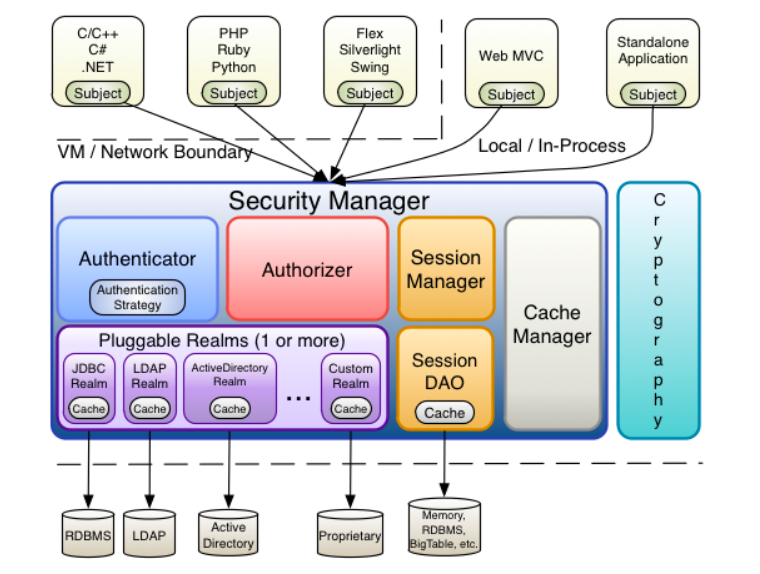 C/C++
C#
.NET
Subject
PHP
Ruby
Python
Subject
Flex
Silverlight
Swing
Subject
Web MVC
Subject
Standalone
Application
Subject
VM / Network Boundary
Local / In-Process
Security Manager
Authenticator
Authentication
Strategy
Authorizer
Session
Manager
Cache
Manager
Cryptography
Pluggable Realms (1 or more)
JDBC
Realm
Cache
LDAP
Realm
Cache
ActiveDirectory
Realm
Cache
...
Custom
Realm
Cache
Session
DAO
Cache
RDBMS
LDAP
Active
Directory
Proprietary
Memory,
RDBMS,
BigTable, etc.